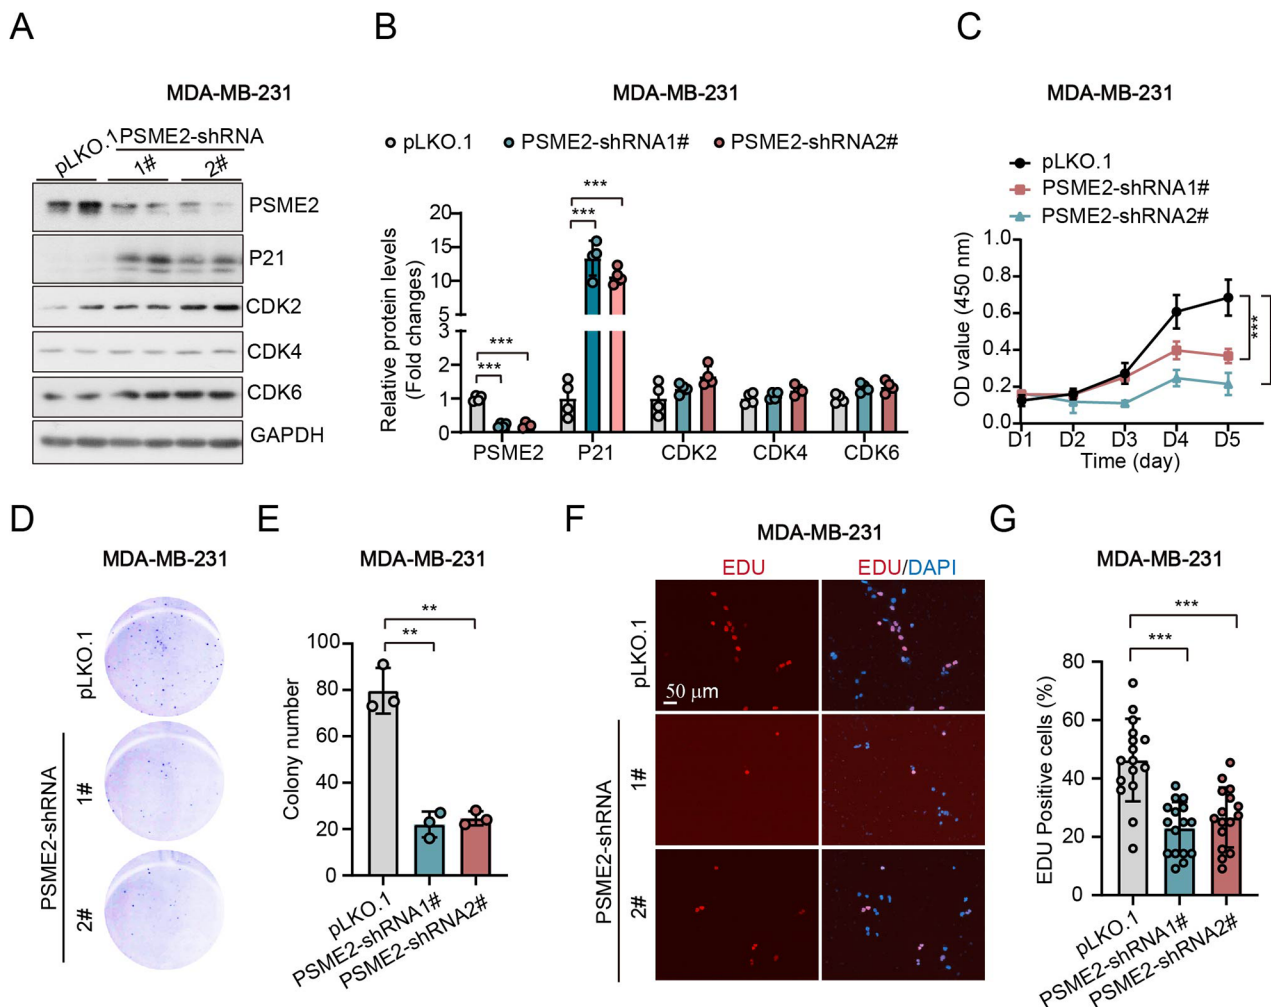 A
MDA-MB-231
pLKO.1
PSME2-shRNA
1#
2#
PSME2
P21
CDK2
CDK4
CDK6
GAPDH
B
MDA-MB-231
pLKO.1
PSME2-shRNA1#
PSME2-shRNA2#
Relative protein levels
(Fold changes)
20
15
10
5
3
2
1
0
***
***
***
***
PSME2
P21
CDK2
CDK4
CDK6
C
MDA-MB-231
pLKO.1
PSME2-shRNA1#
PSME2-shRNA2#
OD value (450 nm)
1.0
0.8
0.6
0.4
0.2
0.0
***
D1
D2
D3
D4
D5
Time (day)
D
MDA-MB-231
pLKO.1
PSME2-shRNA
1#
2#
E
MDA-MB-231
**
**
Colony number
100
80
60
40
20
0
pLKO.1
PSME2-shRNA1#
PSME2-shRNA2#
F
MDA-MB-231
EDU
EDU/DAPI
pLKO.1
50 μm
PSME2-shRNA
1#
2#
G
MDA-MB-231
***
***
EDU Positive cells (%)
80
60
40
20
0
pLKO.1
PSME2-shRNA1#
PSME2-shRNA2#